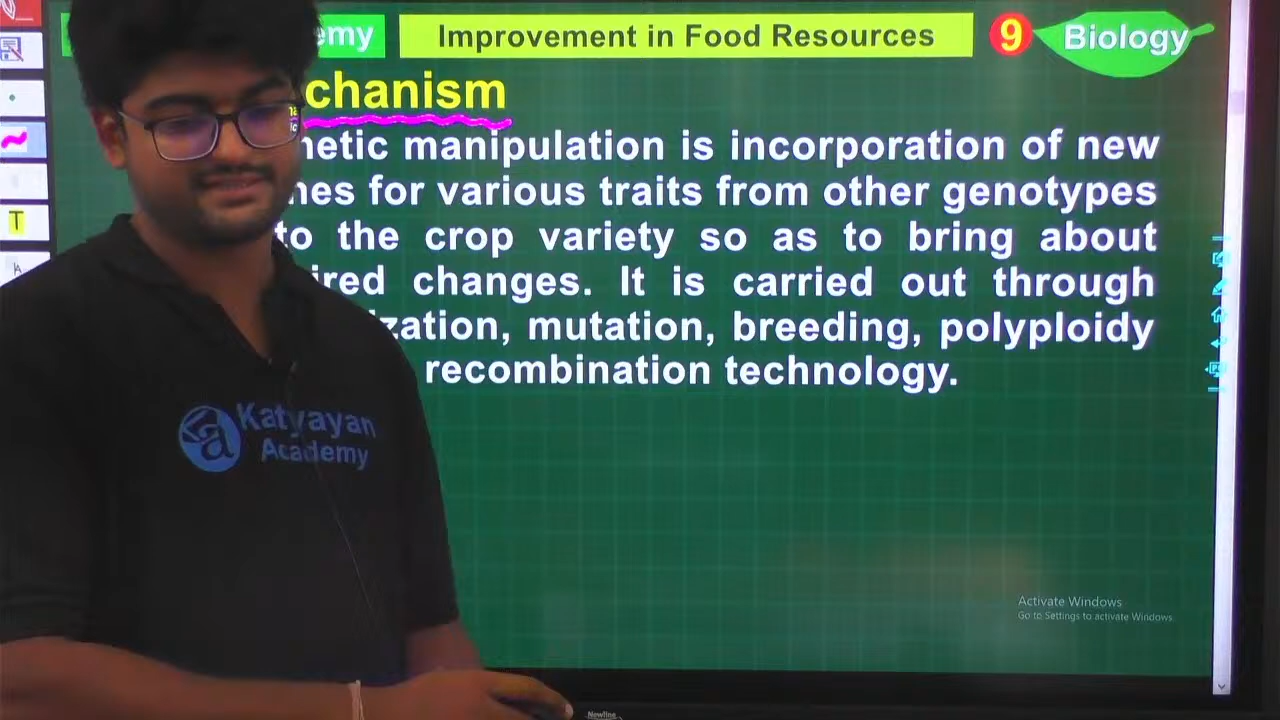 emy
Improvement in Food Resources
9
Biology
chanism
netic manipulation is incorporation of new
nes for various traits from other genotypes
to the crop variety so as to bring about
ired changes. It is carried out through
ization, mutation, breeding, polyploidy
recombination technology.
T
Katyayan
Academy
Activate Windows
Go to Settings to activate Windows.
Newline